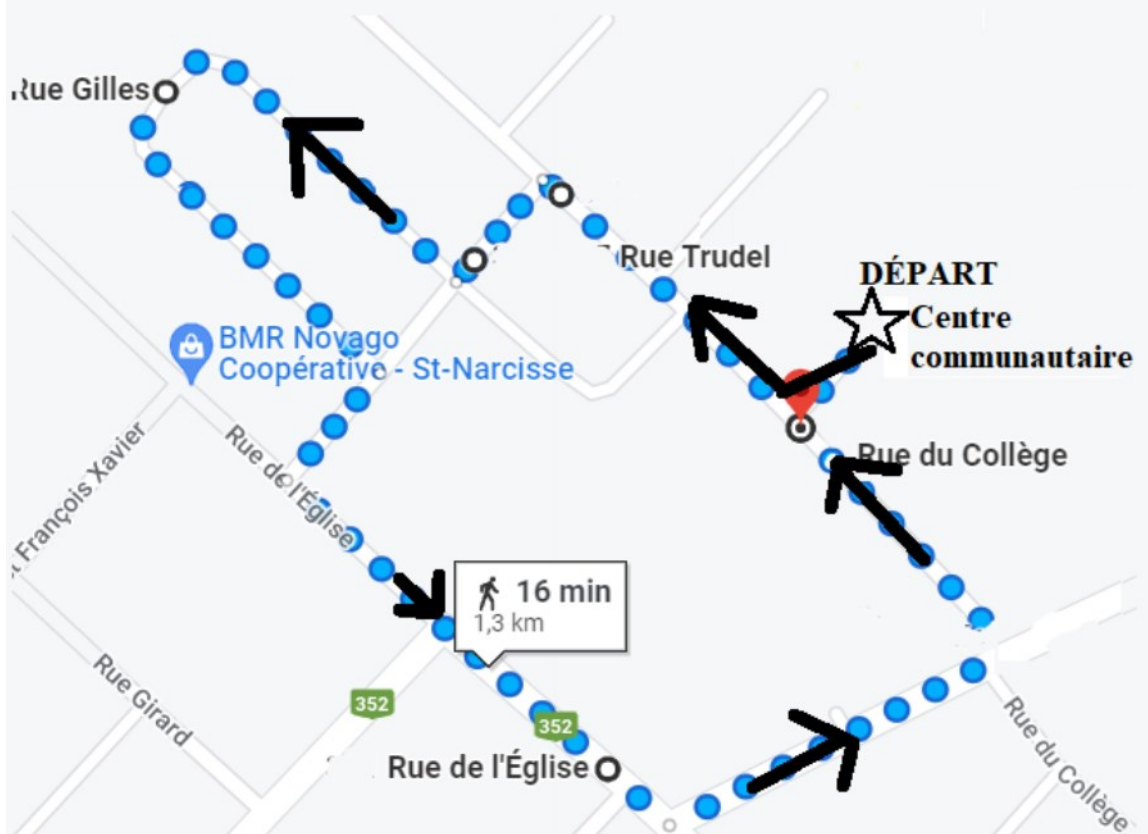 Rue Gilles
Rue Trudel
DÉPART
Centre
communautaire
BMR Novago
Coopérative - St-Narcisse
Rue du Collège
Rue de l'Église
François Xavier
16 min
1,3 km
Rue Girard
352
352
Rue de l'Église
Rue du Collège